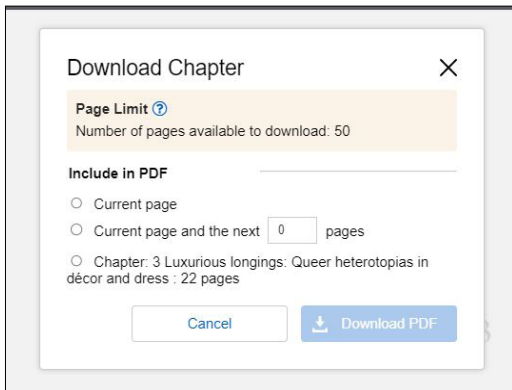 Download Chapter
Page Limit ?
Number of pages available to download: 50
Include in PDF
Current page
Current page and the next 0 pages
Chapter: 3 Luxurious longings: Queer heterotopias in
décor and dress : 22 pages
Cancel Download PDF